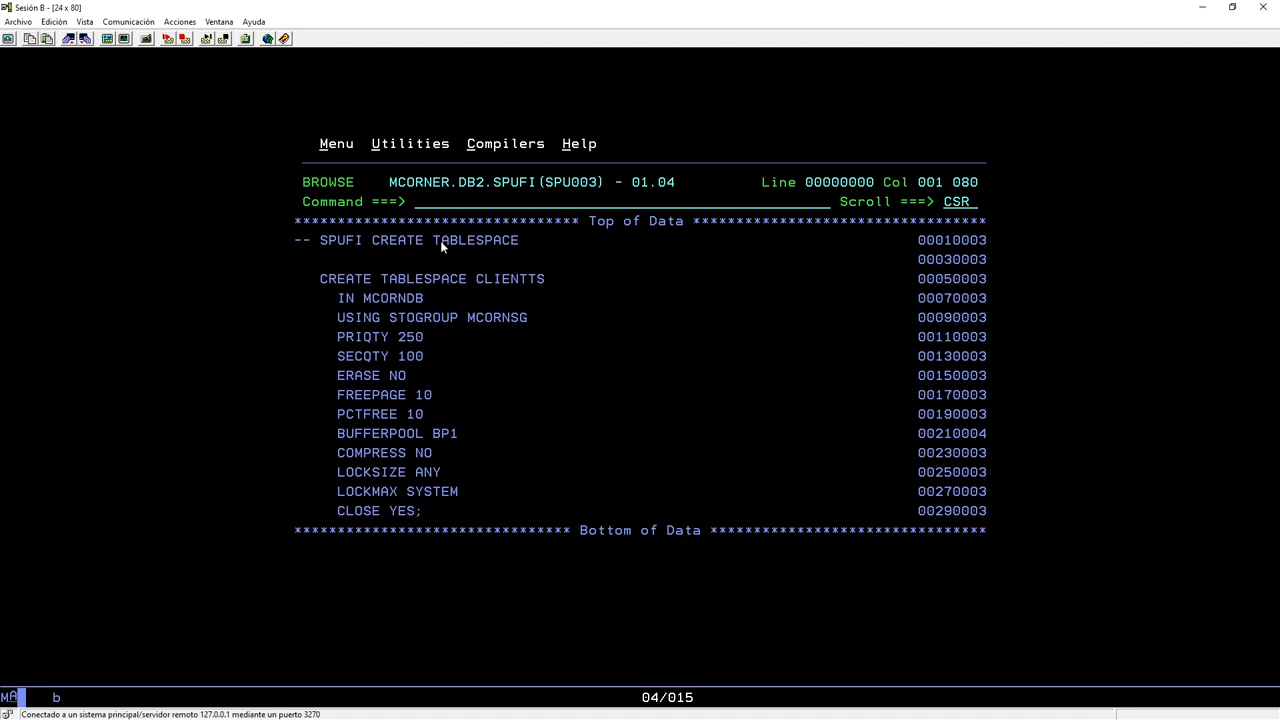 Sesión B - [24 x 80]
Archivo Edición Vista Comunicación Acciones Ventana Ayuda
Menu Utilities Compilers Help
BROWSE MCORNER.DB2.SPUFI(SPU003) - 01.04 Line 00000000 Col 001 080
Command ===> Scroll ===> CSR
********************************* Top of Data **********************************
-- SPUFI CREATE TABLESPACE 00010003
00030003
CREATE TABLESPACE CLIENTTS 00050003
IN MCORNDB 00070003
USING STOGROUP MCORNSG 00090003
PRIQTY 250 00110003
SECQTY 100 00130003
ERASE NO 00150003
FREEPAGE 10 00170003
PCTFREE 10 00190003
BUFFERPOOL BP1 00210004
COMPRESS NO 00230003
LOCKSIZE ANY 00250003
LOCKMAX SYSTEM 00270003
CLOSE YES; 00290003
******************************** Bottom of Data ********************************
MA b 04/015
Conectado a un sistema principal/servidor remoto 127.0.0.1 mediante un puerto 3270